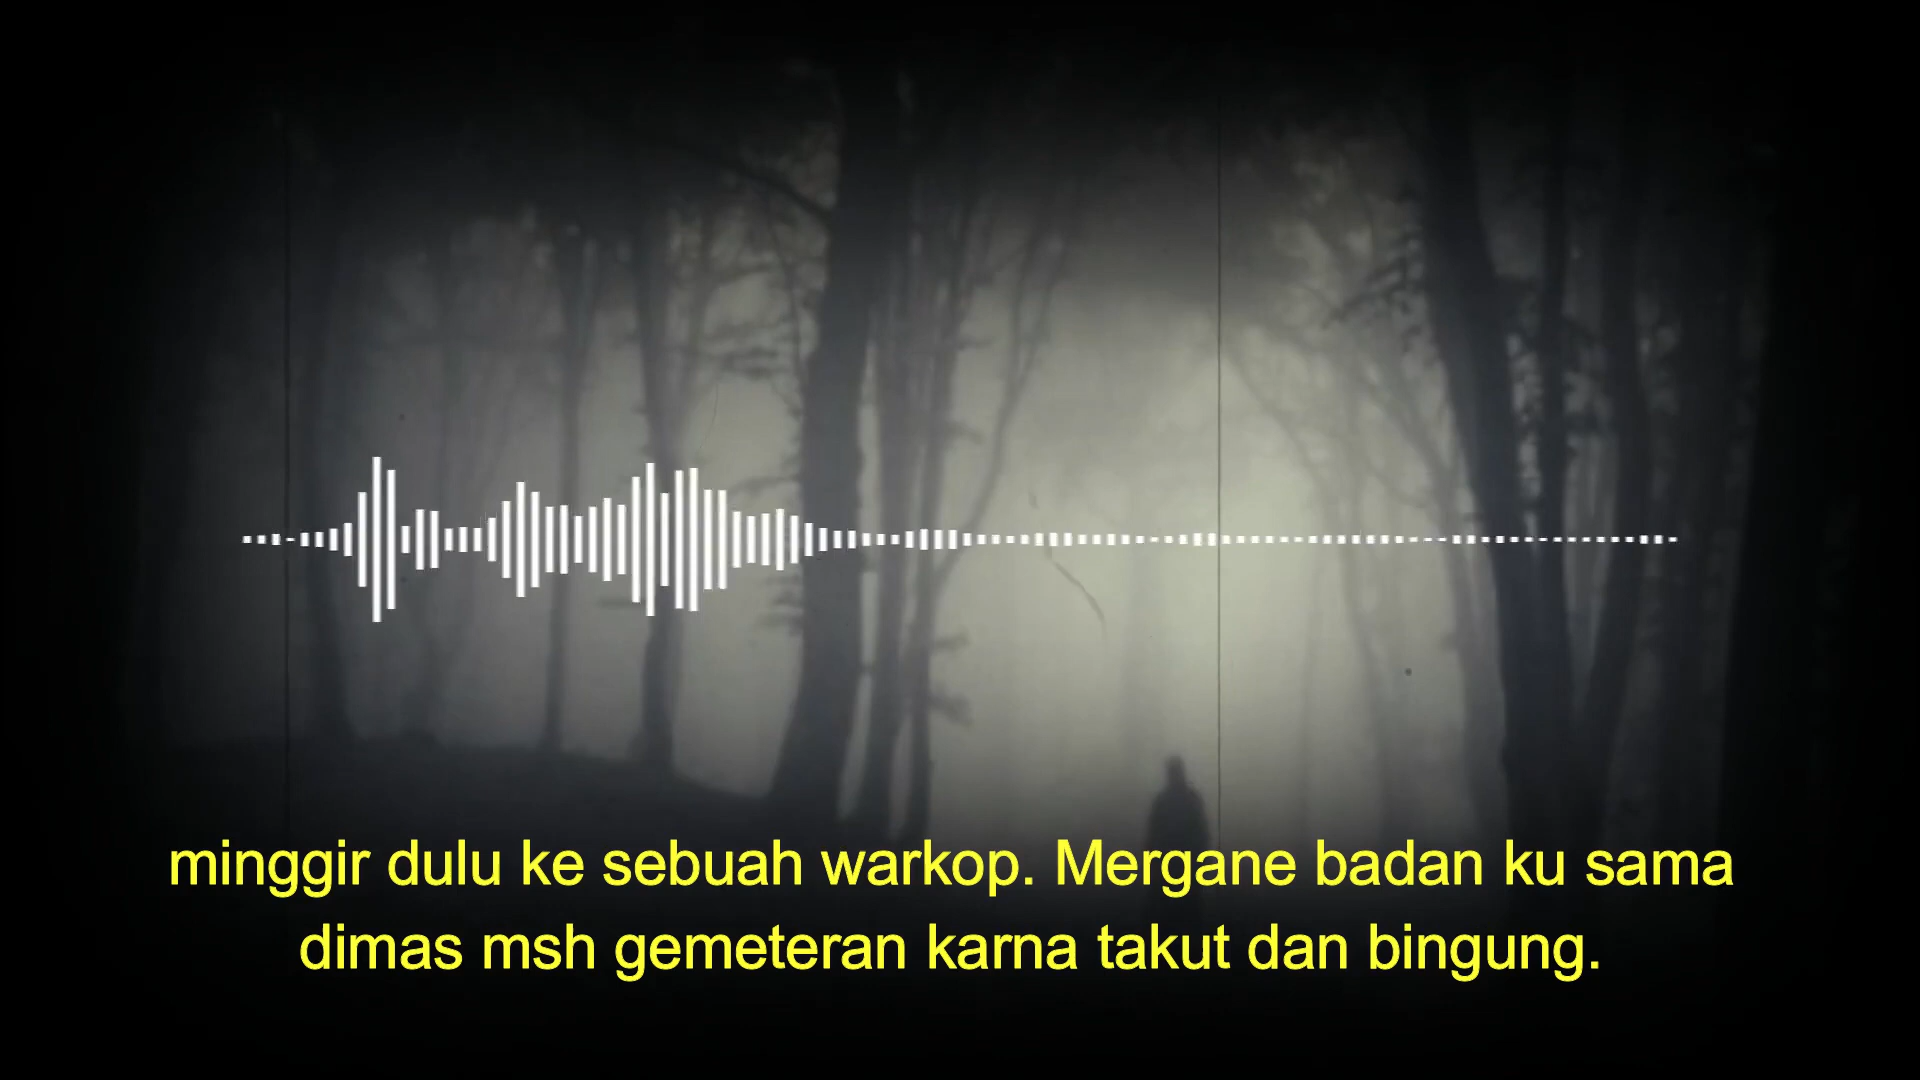 minggir dulu ke sebuah warkop. Mergane badan ku sama
dimas msh gemeteran karna takut dan bingung.